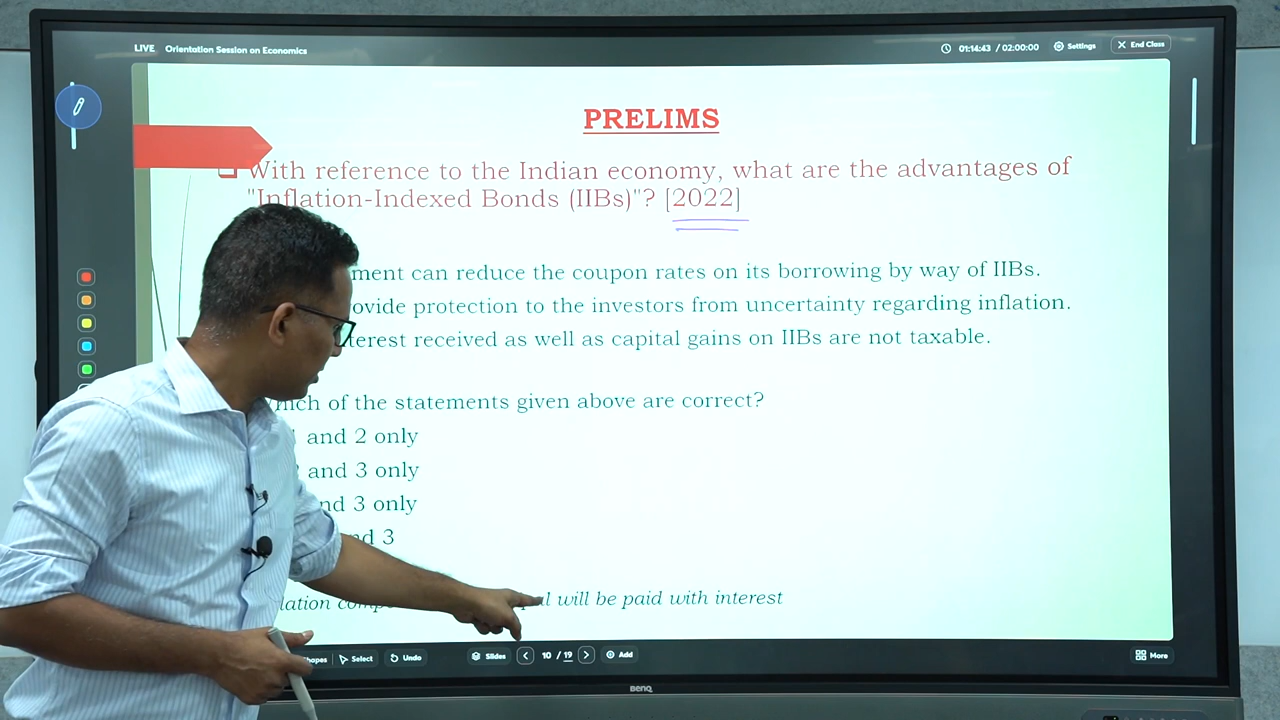 LIVE Orientation Session on Economics
01:14:43 / 02:00:00 Settings X End Class
PRELIMS
With reference to the Indian economy, what are the advantages of
"Inflation-Indexed Bonds (IIBs)"? [2022]
ment can reduce the coupon rates on its borrowing by way of IIBs.
ovide protection to the investors from uncertainty regarding inflation.
terest received as well as capital gains on IIBs are not taxable.
Which of the statements given above are correct?
1 and 2 only
and 3 only
nd 3 only
nd 3
lation will be paid with interest
hapes Select Undo Slides < 10 / 19 > Add More
BenQ